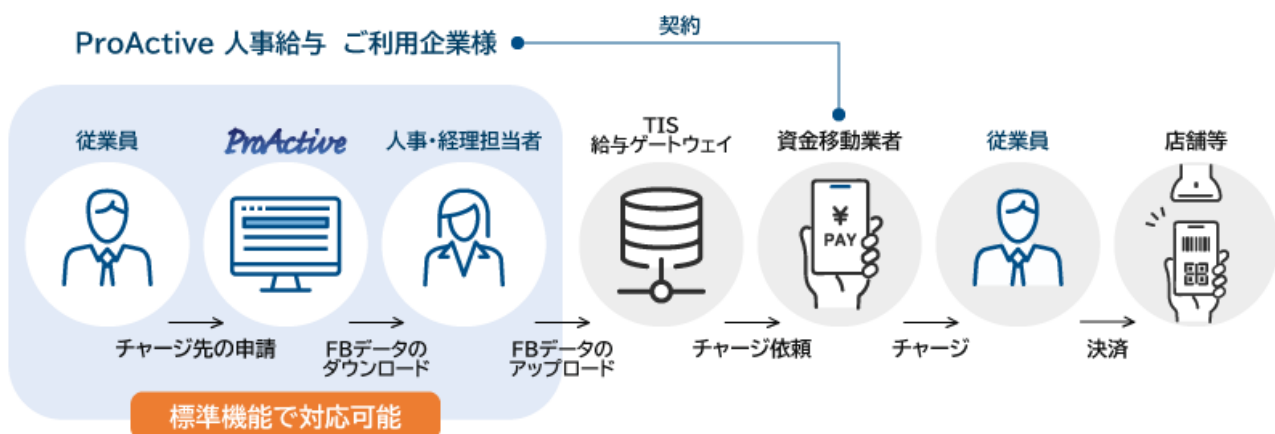 契約
ProActive 人事給与 ご利用企業様
従業員
ProActive
人事・経理担当者
TIS
給与ゲートウェイ
資金移動業者
従業員
店舗等
¥
PAY
チャージ先の申請
FBデータの
ダウンロード
FBデータの
アップロード
チャージ依頼
チャージ
決済
標準機能で対応可能